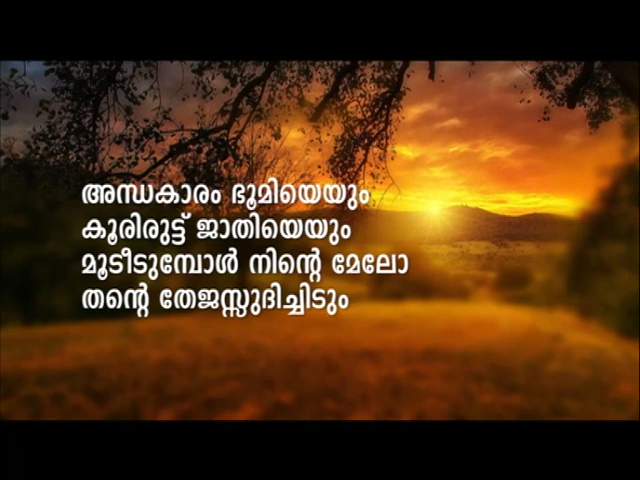 അന്ധകാരം ഭൂമിയെയും
കൂരിരുട്ട് ജാതിയെയും
മൂടീടുമ്പോൾ നിന്റെ മേലോ
തന്റെ തേജസ്സുദിച്ചിടും